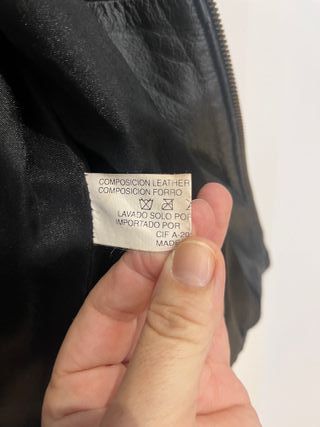 COMPOSICION LEATHER
COMPOSICION FORRO
LAVADO SOLO POR
IMPORTADO POR
CIF A-20
MADE